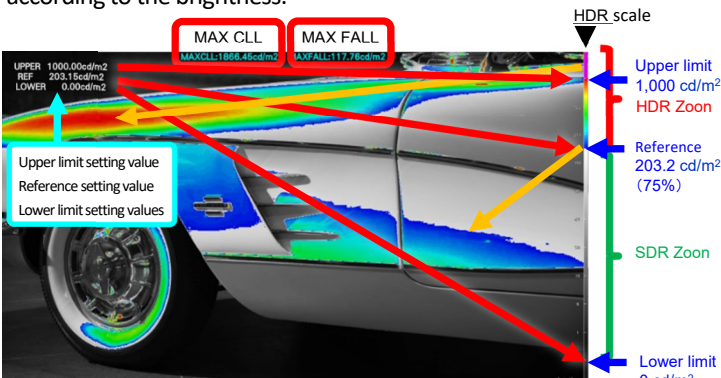 according to the brightness.
HDR scale
MAX CLL
MAX FALL
MAXCLL:1866.45cd/m2
MAXFALL:117.76cd/m2
UPPER 1000.00cd/m2
REF 203.15cd/m2
LOWER 0.00cd/m2
Upper limit
1,000 cd/m²
HDR Zoon
Upper limit setting value
Reference setting value
Lower limit setting values
Reference
203.2 cd/m²
(75%)
SDR Zoon
Lower limit